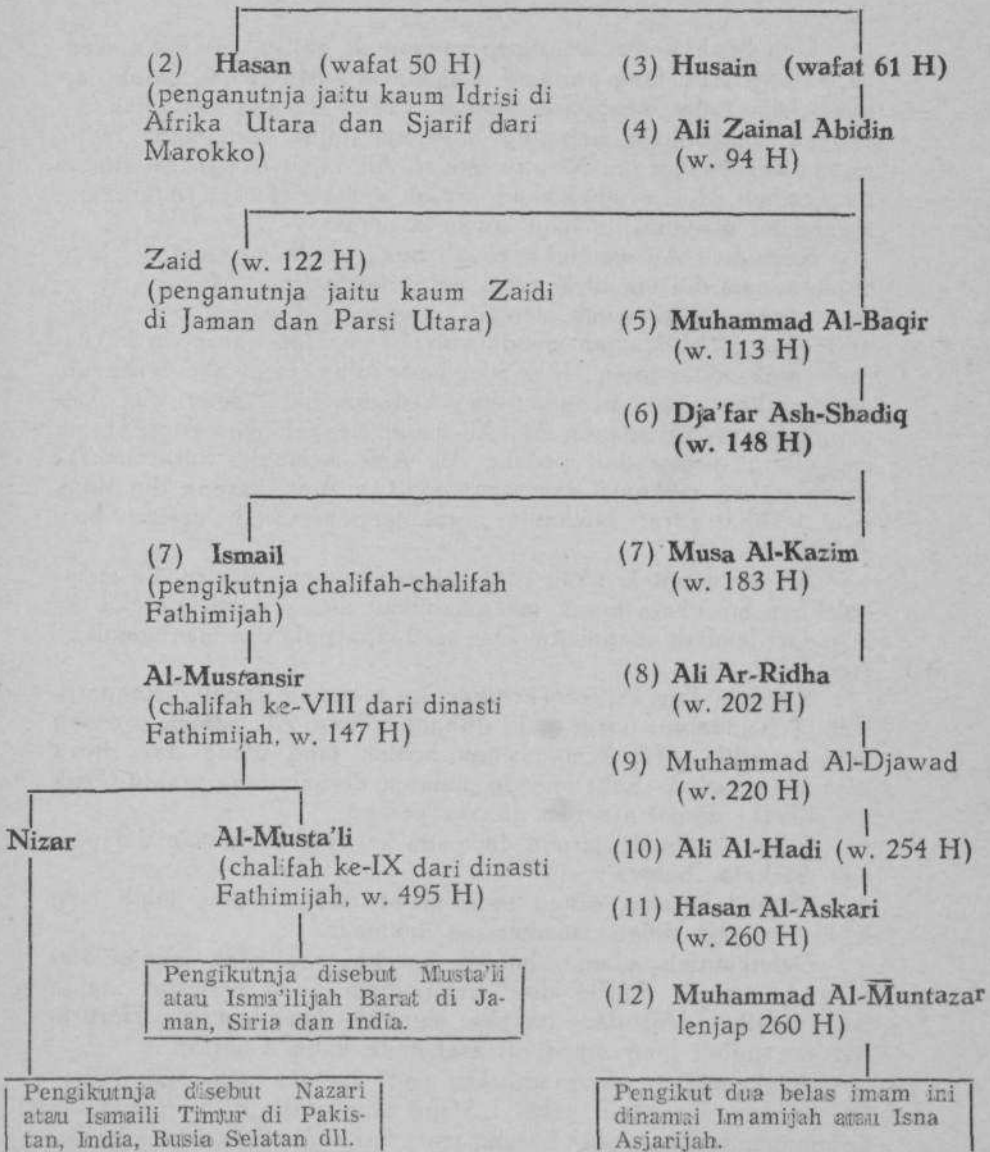 (2) Hasan (wafat 50 H)
(penganutnja jaitu kaum Idrisi di
Afrika Utara dan Sjarif dari
Marokko)
(3) Husain (wafat 61 H)
(4) Ali Zainal Abidin
(w. 94 H)
Zaid (w. 122 H)
(penganutnja jaitu kaum Zaidi
di Jaman dan Parsi Utara)
(5) Muhammad Al-Baqir
(w. 113 H)
(6) Dja'far Ash-Shadiq
(w. 148 H)
(7) Ismail
(pengikutnja chalifah-chalifah
Fathimijah)
(7) Musa Al-Kazim
(w. 183 H)
Al-Mustansir
(chalifah ke-VIII dari dinasti
Fathimijah, w. 147 H)
(8) Ali Ar-Ridha
(w. 202 H)
(9) Muhammad Al-Djawad
(w. 220 H)
Nizar
Al-Musta'li
(chalifah ke-IX dari dinasti
Fathimijah, w. 495 H)
(10) Ali Al-Hadi (w. 254 H)
(11) Hasan Al-Askari
(w. 260 H)
Pengikutnja disebut Musta'li
atau Isma'ilijah Barat di Ja-
man, Siria dan India.
(12) Muhammad Al-Muntazar
lenjap 260 H)
Pengikutnja disebut Nazari
atau Ismaili Timur di Pakis-
tan, India, Rusia Selatan dll.
Pengikut dua belas imam ini
dinamai Imamijah atau Isna
Asjarijah.